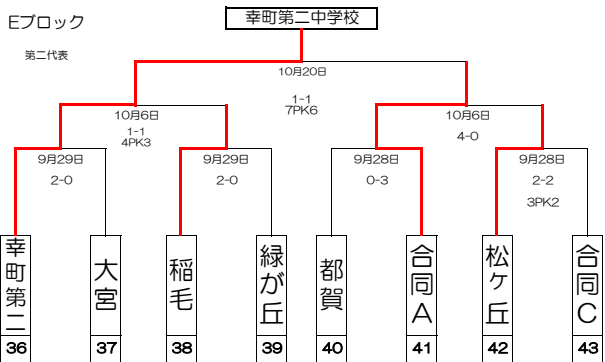 Eブロック
幸町第二中学校
第二代表
10月20日
1-1
7PK6
10月6日
1-1
4PK3
10月6日
4-0
9月29日
2-0
9月29日
2-0
9月28日
0-3
9月28日
2-2
3PK2
幸町第二
大宮
稲毛
緑が丘
都賀
合同A
松ヶ丘
合同C
36
37
38
39
40
41
42
43